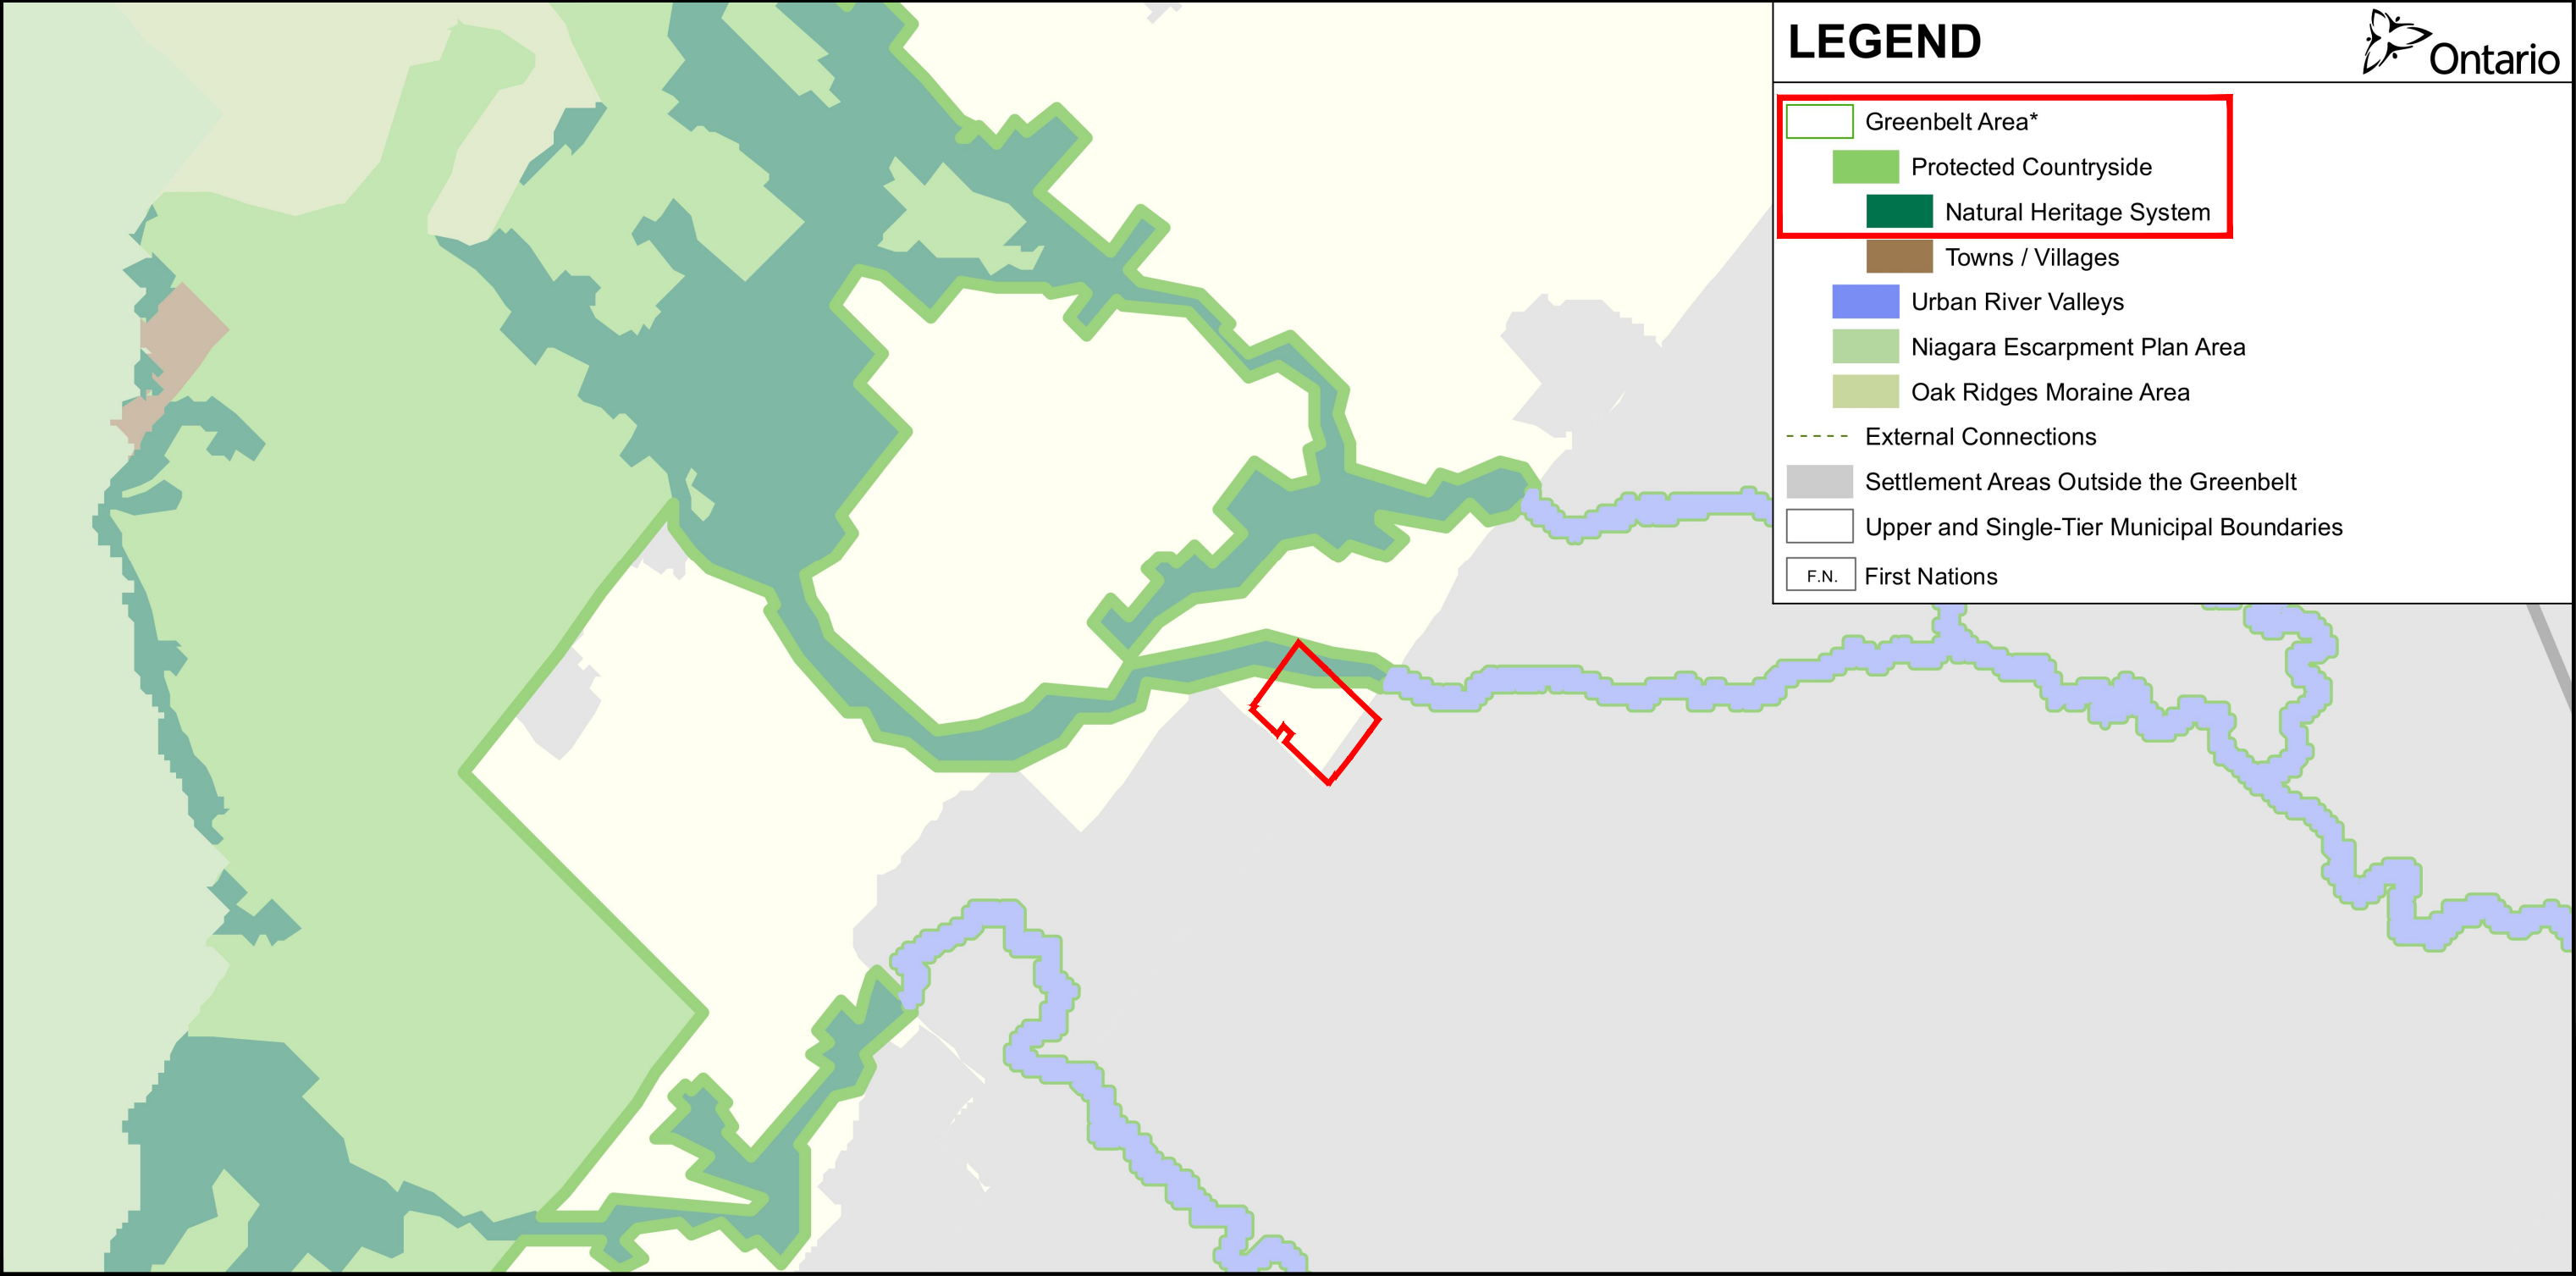 LEGEND
Ontario
Greenbelt Area*
Protected Countryside
Natural Heritage System
Towns / Villages
Urban River Valleys
Niagara Escarpment Plan Area
Oak Ridges Moraine Area
External Connections
Settlement Areas Outside the Greenbelt
Upper and Single-Tier Municipal Boundaries
F.N. First Nations